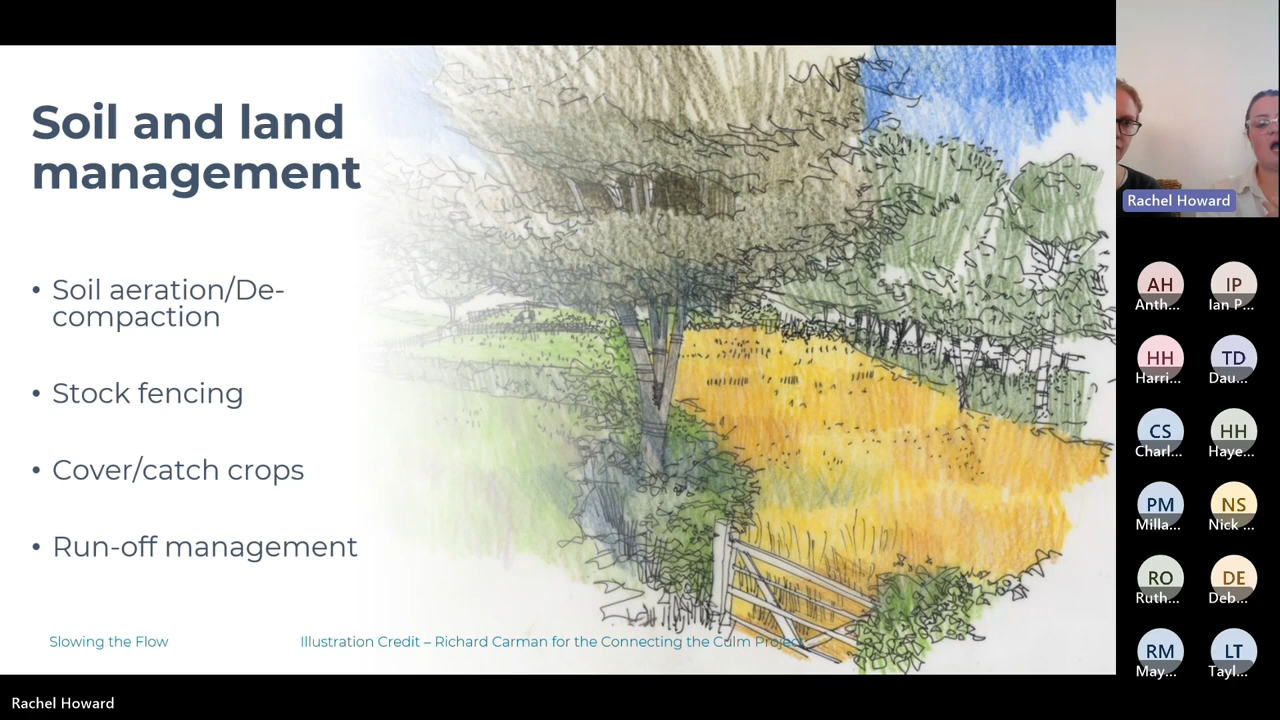 Soil and land
management
• Soil aeration/De-
compaction
• Stock fencing
• Cover/catch crops
• Run-off management
Slowing the Flow
Illustration Credit – Richard Carman for the Connecting the Culm Project
Rachel Howard
AH
IP
Anth...
Ian P...
HH
TD
Harri...
Dau...
CS
HH
Charl...
Haye...
PM
NS
Milla...
Nick ...
RO
DE
Ruth...
Deb...
RM
LT
May...
Tayl...
Rachel Howard